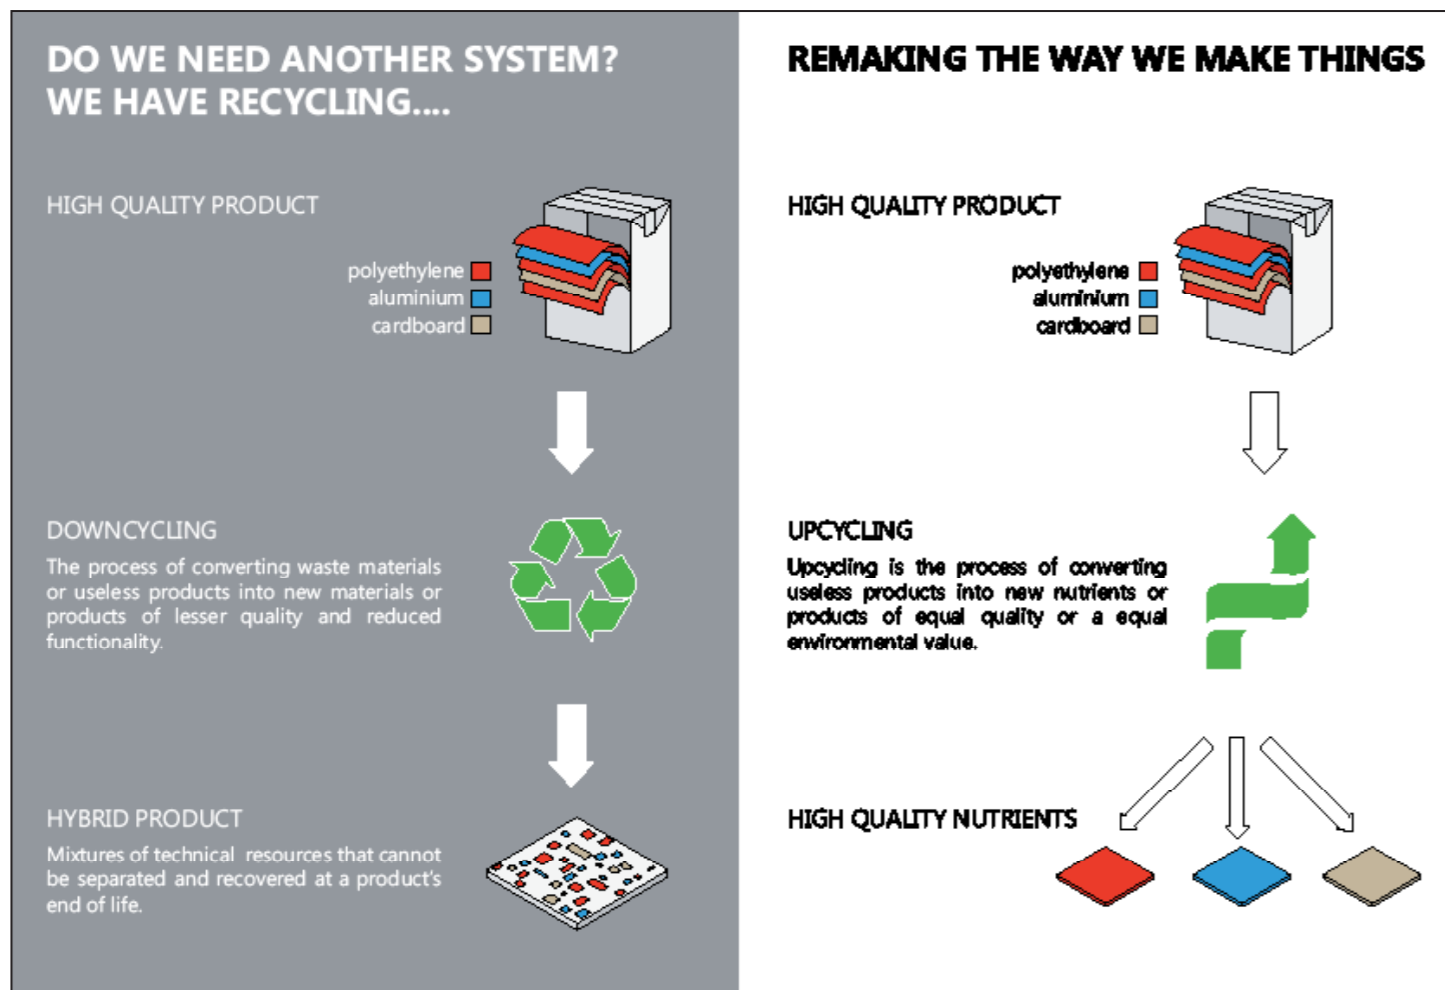 DO WE NEED ANOTHER SYSTEM?
WE HAVE RECYCLING....
HIGH QUALITY PRODUCT
polyethylene
aluminium
cardboard
DOWNCYCLING
The process of converting waste materials
or useless products into new materials or
products of lesser quality and reduced
functionality.
HYBRID PRODUCT
Mixtures of technical resources that cannot
be separated and recovered at a product's
end of life.
REMAKING THE WAY WE MAKE THINGS
HIGH QUALITY PRODUCT
polyethylene
aluminium
cardboard
UPCYCLING
Upcycling is the process of converting
useless products into new nutrients or
products of equal quality or a equal
environmental value.
HIGH QUALITY NUTRIENTS